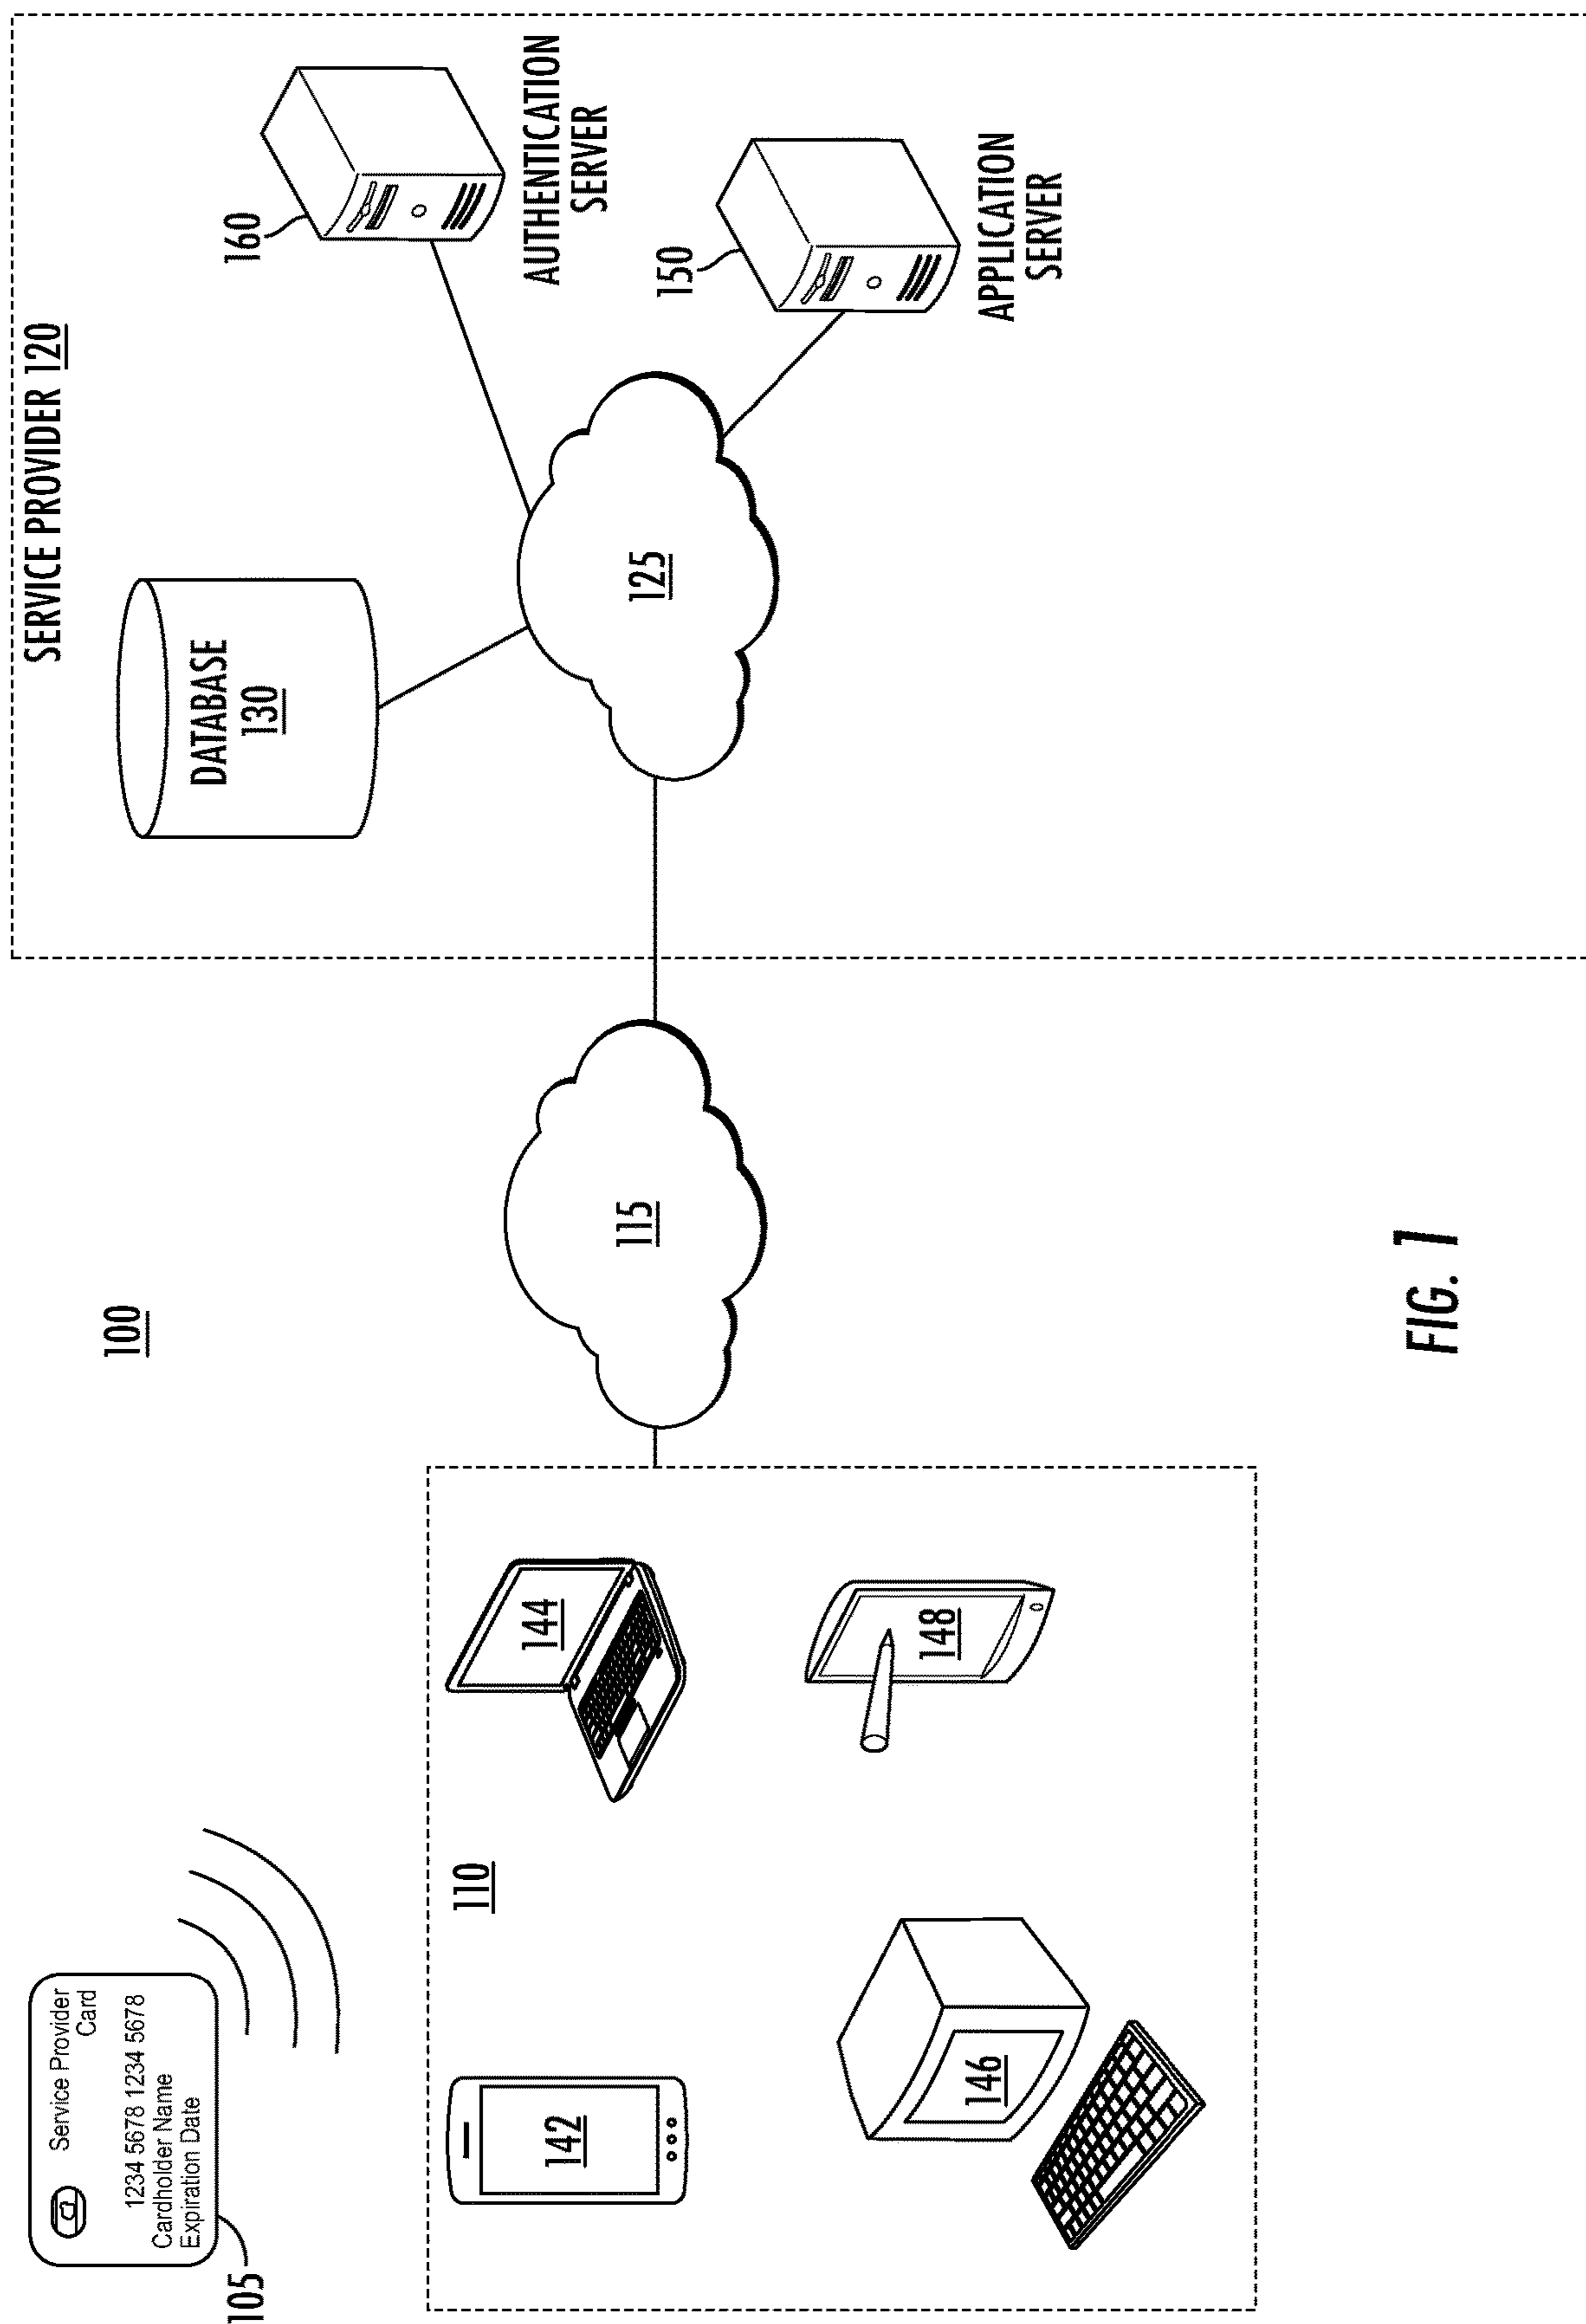 100
105
Service Provider
Card
1234 5678 1234 5678
Cardholder Name
Expiration Date
110
142
144
146
148
115
SERVICE PROVIDER 120
DATABASE
130
125
160
AUTHENTICATION
SERVER
150
APPLICATION
SERVER
FIG. 1